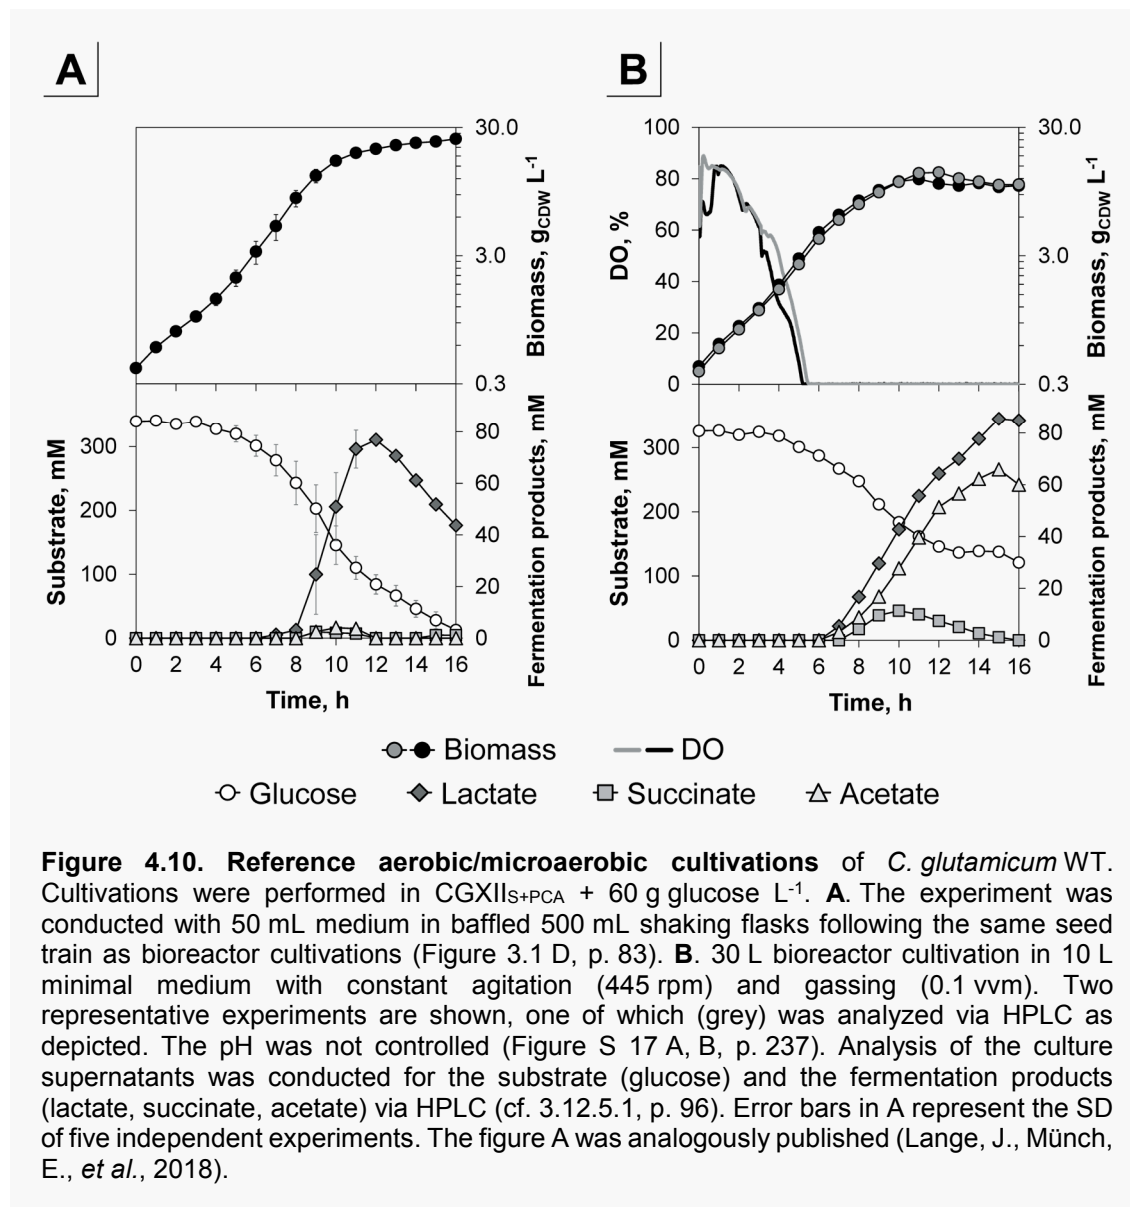 A
B
30.0
3.0
0.3
Biomass, gCDW L-1
100
80
60
40
20
0
DO, %
30.0
3.0
0.3
Biomass, gCDW L-1
300
200
100
0
Substrate, mM
80
60
40
20
0
Fermentation products, mM
0 2 4 6 8 10 12 14 16
Time, h
300
200
100
0
Substrate, mM
80
60
40
20
0
Fermentation products, mM
0 2 4 6 8 10 12 14 16
Time, h
Biomass DO
Glucose Lactate Succinate Acetate
Figure 4.10. Reference aerobic/microaerobic cultivations of C. glutamicum WT.
Cultivations were performed in CGXIIS+PCA + 60 g glucose L-1. A. The experiment was
conducted with 50 mL medium in baffled 500 mL shaking flasks following the same seed
train as bioreactor cultivations (Figure 3.1 D, p. 83). B. 30 L bioreactor cultivation in 10 L
minimal medium with constant agitation (445 rpm) and gassing (0.1 vvm). Two
representative experiments are shown, one of which (grey) was analyzed via HPLC as
depicted. The pH was not controlled (Figure S 17 A, B, p. 237). Analysis of the culture
supernatants was conducted for the substrate (glucose) and the fermentation products
(lactate, succinate, acetate) via HPLC (cf. 3.12.5.1, p. 96). Error bars in A represent the SD
of five independent experiments. The figure A was analogously published (Lange, J., Münch,
E., et al., 2018).